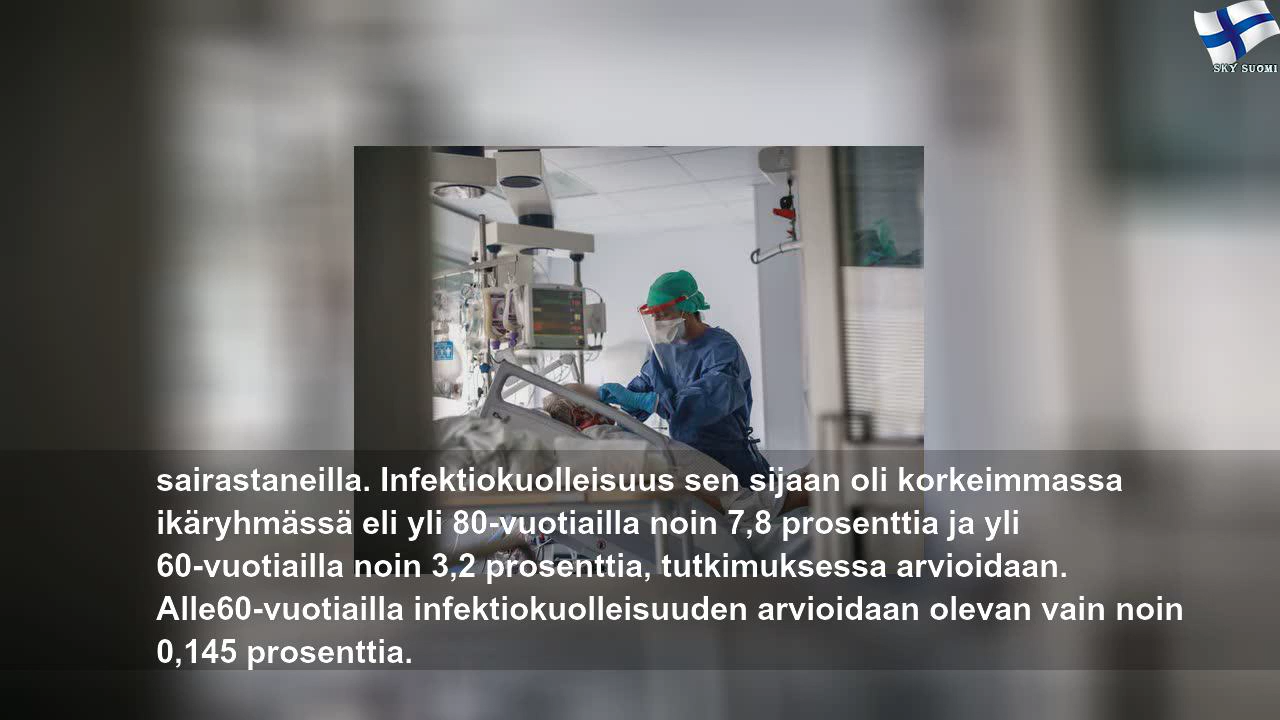 SKY SUOMI
sairastaneilla. Infektiokuolleisuus sen sijaan oli korkeimmassa
ikäryhmässä eli yli 80-vuotiailla noin 7,8 prosenttia ja yli
60-vuotiailla noin 3,2 prosenttia, tutkimuksessa arvioidaan.
Alle60-vuotiailla infektiokuolleisuuden arvioidaan olevan vain noin
0,145 prosenttia.